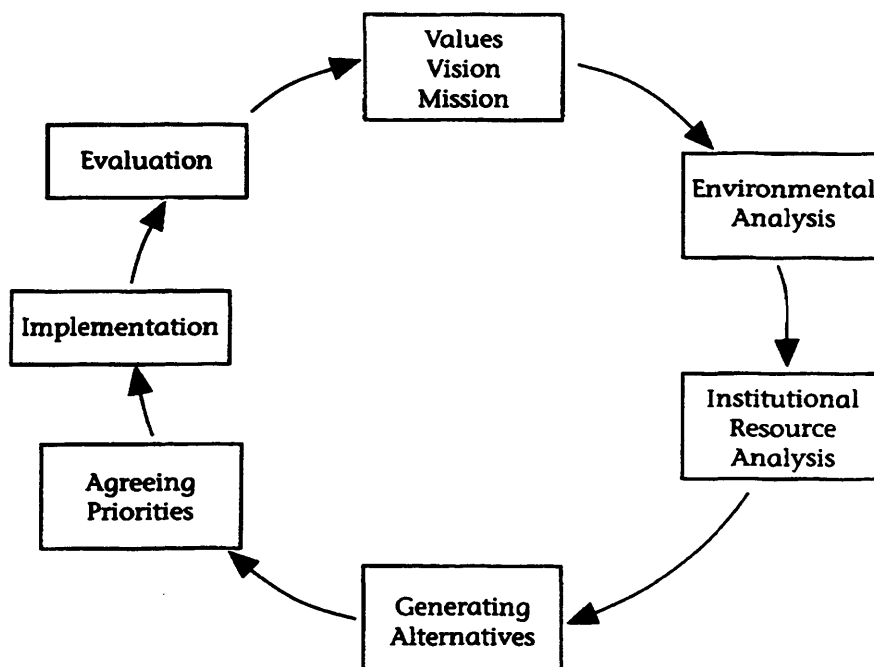 Values
Vision
Mission
Environmental
Analysis
Institutional
Resource
Analysis
Generating
Alternatives
Agreeing
Priorities
Implementation
Evaluation